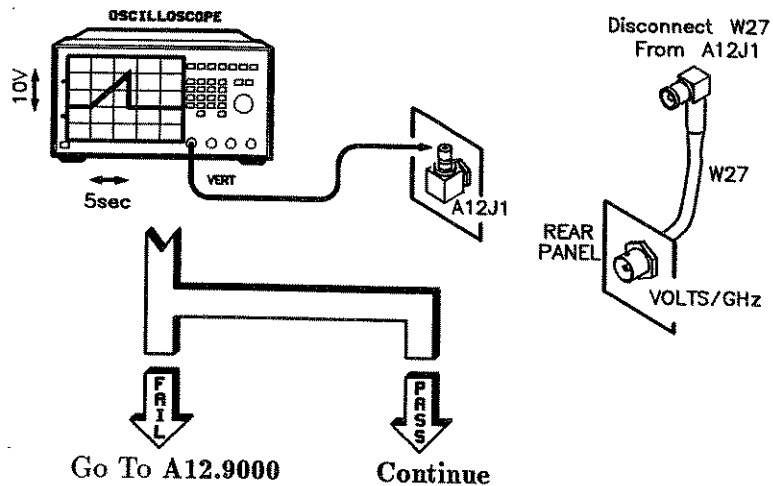 OSCILLOSCOPE
10V
5sec
VERT
A12J1
Disconnect W27
From A12J1
W27
REAR
PANEL
VOLTS/GHz
FAIL
PASS
Go To A12.9000
Continue